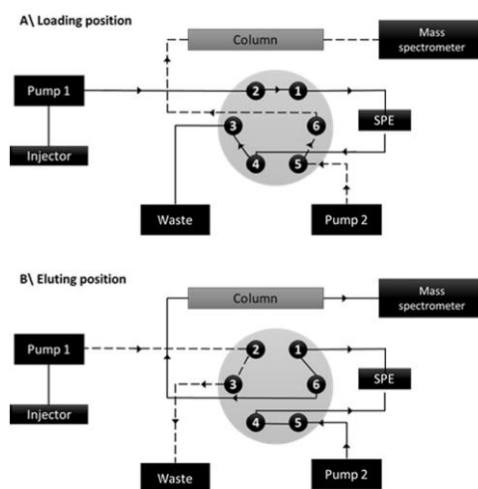 A\ Loading position
Column
Mass
spectrometer
Pump 1
2
1
3
6
SPE
Injector
4
5
Waste
Pump 2
B\ Eluting position
Column
Mass
spectrometer
Pump 1
2
1
3
6
SPE
Injector
4
5
Waste
Pump 2